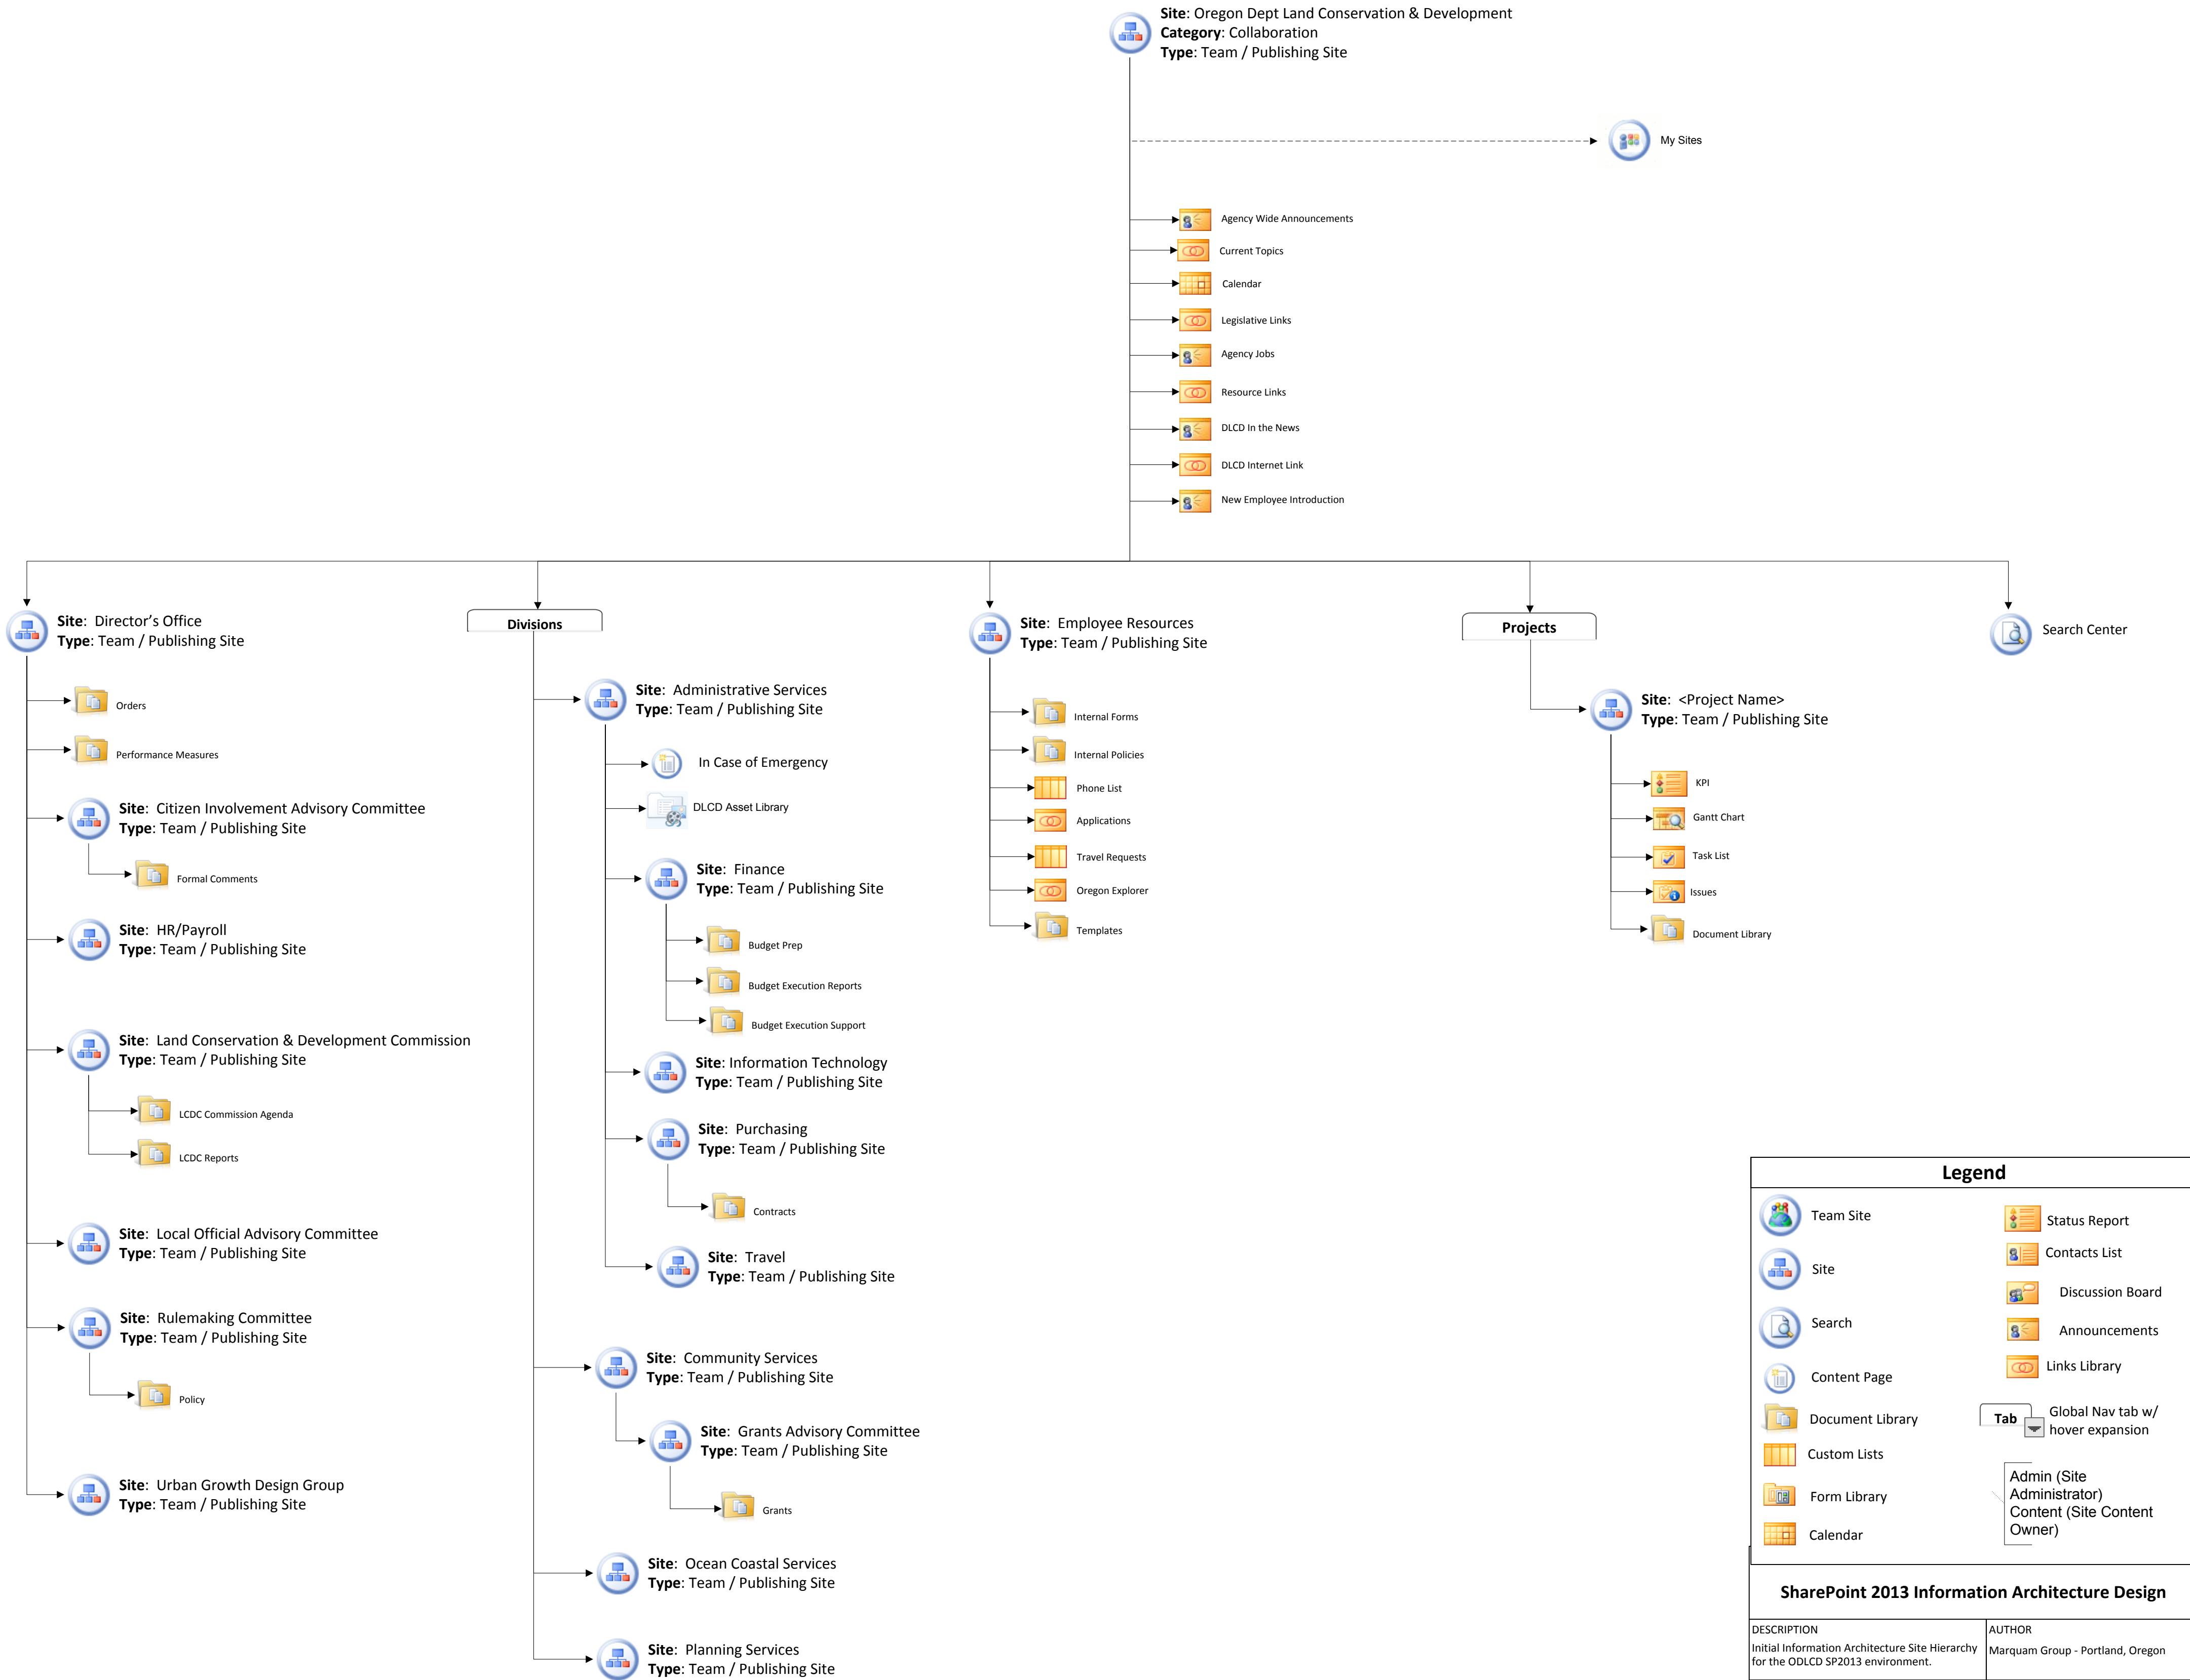 Site: Oregon Dept Land Conservation & Development
Category: Collaboration
Type: Team / Publishing Site
My Sites
Agency Wide Announcements
Current Topics
Calendar
Legislative Links
Agency Jobs
Resource Links
DLCD In the News
DLCD Internet Link
New Employee Introduction
Site: Director's Office
Type: Team / Publishing Site
Orders
Performance Measures
Site: Citizen Involvement Advisory Committee
Type: Team / Publishing Site
Formal Comments
Site: HR/Payroll
Type: Team / Publishing Site
Site: Land Conservation & Development Commission
Type: Team / Publishing Site
LCDC Commission Agenda
LCDC Reports
Site: Local Official Advisory Committee
Type: Team / Publishing Site
Site: Rulemaking Committee
Type: Team / Publishing Site
Policy
Site: Urban Growth Design Group
Type: Team / Publishing Site
Divisions
Site: Administrative Services
Type: Team / Publishing Site
In Case of Emergency
DLCD Asset Library
Site: Finance
Type: Team / Publishing Site
Budget Prep
Budget Execution Reports
Budget Execution Support
Site: Information Technology
Type: Team / Publishing Site
Site: Purchasing
Type: Team / Publishing Site
Contracts
Site: Travel
Type: Team / Publishing Site
Site: Community Services
Type: Team / Publishing Site
Site: Grants Advisory Committee
Type: Team / Publishing Site
Grants
Site: Ocean Coastal Services
Type: Team / Publishing Site
Site: Planning Services
Type: Team / Publishing Site
Site: Employee Resources
Type: Team / Publishing Site
Internal Forms
Internal Policies
Phone List
Applications
Travel Requests
Oregon Explorer
Templates
Projects
Site: <Project Name>
Type: Team / Publishing Site
KPI
Gantt Chart
Task List
Issues
Document Library
Search Center
Legend
Team Site
Site
Search
Content Page
Document Library
Custom Lists
Form Library
Calendar
Status Report
Contacts List
Discussion Board
Announcements
Links Library
Tab
Global Nav tab w/
hover expansion
Admin (Site
Administrator)
Content (Site Content
Owner)
SharePoint 2013 Information Architecture Design
DESCRIPTION
Initial Information Architecture Site Hierarchy
for the ODLCD SP2013 environment.
AUTHOR
Marquam Group - Portland, Oregon